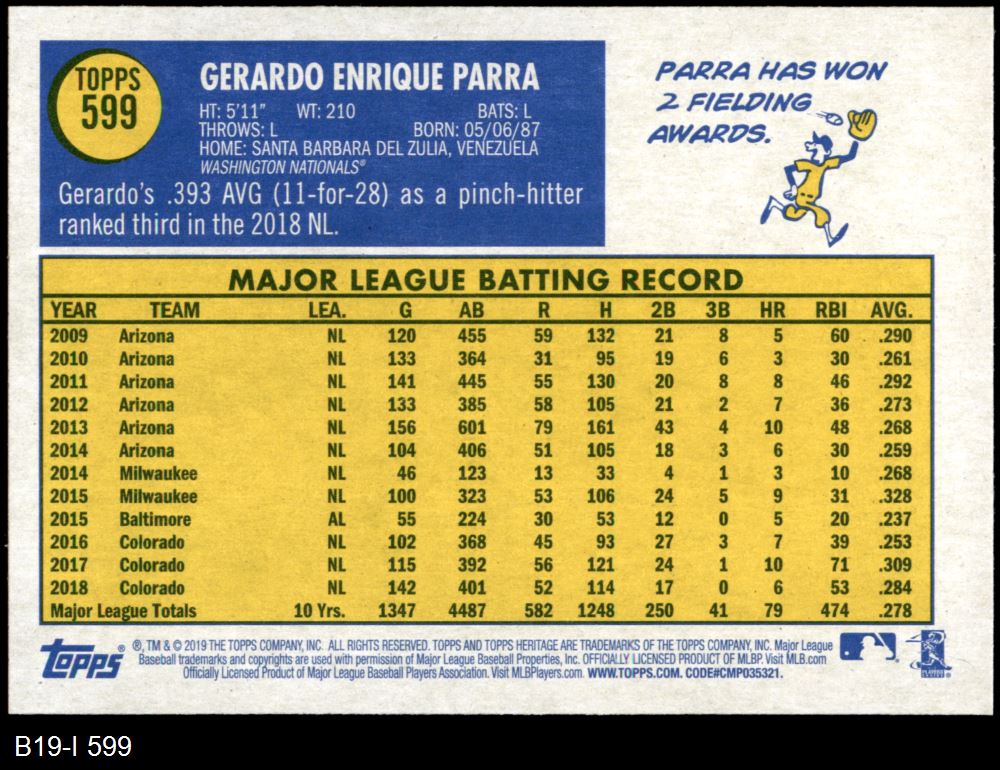 TOPPS
599
GERARDO ENRIQUE PARRA
HT: 5'11" WT: 210 BATS: L
THROWS: L BORN: 05/06/87
HOME: SANTA BARBARA DEL ZULIA, VENEZUELA
WASHINGTON NATIONALS®
Gerardo's .393 AVG (11-for-28) as a pinch-hitter
ranked third in the 2018 NL.
PARRA HAS WON
2 FIELDING
AWARDS.
MAJOR LEAGUE BATTING RECORD
YEAR TEAM LEA. G AB R H 2B 3B HR RBI AVG.
2009 Arizona NL 120 455 59 132 21 8 5 60 .290
2010 Arizona NL 133 364 31 95 19 6 3 30 .261
2011 Arizona NL 141 445 55 130 20 8 8 46 .292
2012 Arizona NL 133 385 58 105 21 2 7 36 .273
2013 Arizona NL 156 601 79 161 43 4 10 48 .268
2014 Arizona NL 104 406 51 105 18 3 6 30 .259
2014 Milwaukee NL 46 123 13 33 4 1 3 10 .268
2015 Milwaukee NL 100 323 53 106 24 5 9 31 .328
2015 Baltimore AL 55 224 30 53 12 0 5 20 .237
2016 Colorado NL 102 368 45 93 27 3 7 39 .253
2017 Colorado NL 115 392 56 121 24 1 10 71 .309
2018 Colorado NL 142 401 52 114 17 0 6 53 .284
Major League Totals 10 Yrs. 1347 4487 582 1248 250 41 79 474 .278
Topps ®, TM & © 2019 THE TOPPS COMPANY, INC. ALL RIGHTS RESERVED. TOPPS AND TOPPS HERITAGE ARE TRADEMARKS OF THE TOPPS COMPANY, INC. Major League
Baseball trademarks and copyrights are used with permission of Major League Baseball Properties, Inc. OFFICIALLY LICENSED PRODUCT OF MLBP. Visit MLB.com
Officially Licensed Product of Major League Baseball Players Association. Visit MLBPlayers.com. WWW.TOPPS.COM. CODE#CMP035321.
B19-I 599